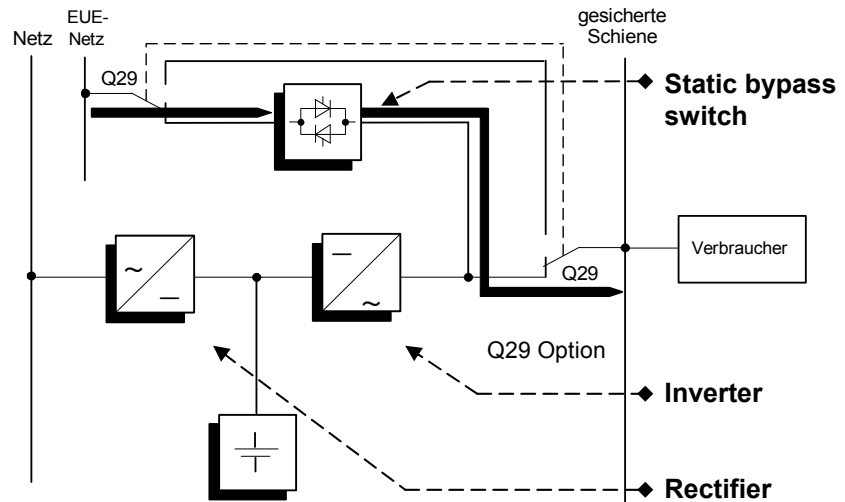 Netz
EUE-
Netz
gesicherte
Schiene
Q29
Static bypass
switch
Verbraucher
Q29
Q29 Option
Inverter
Rectifier